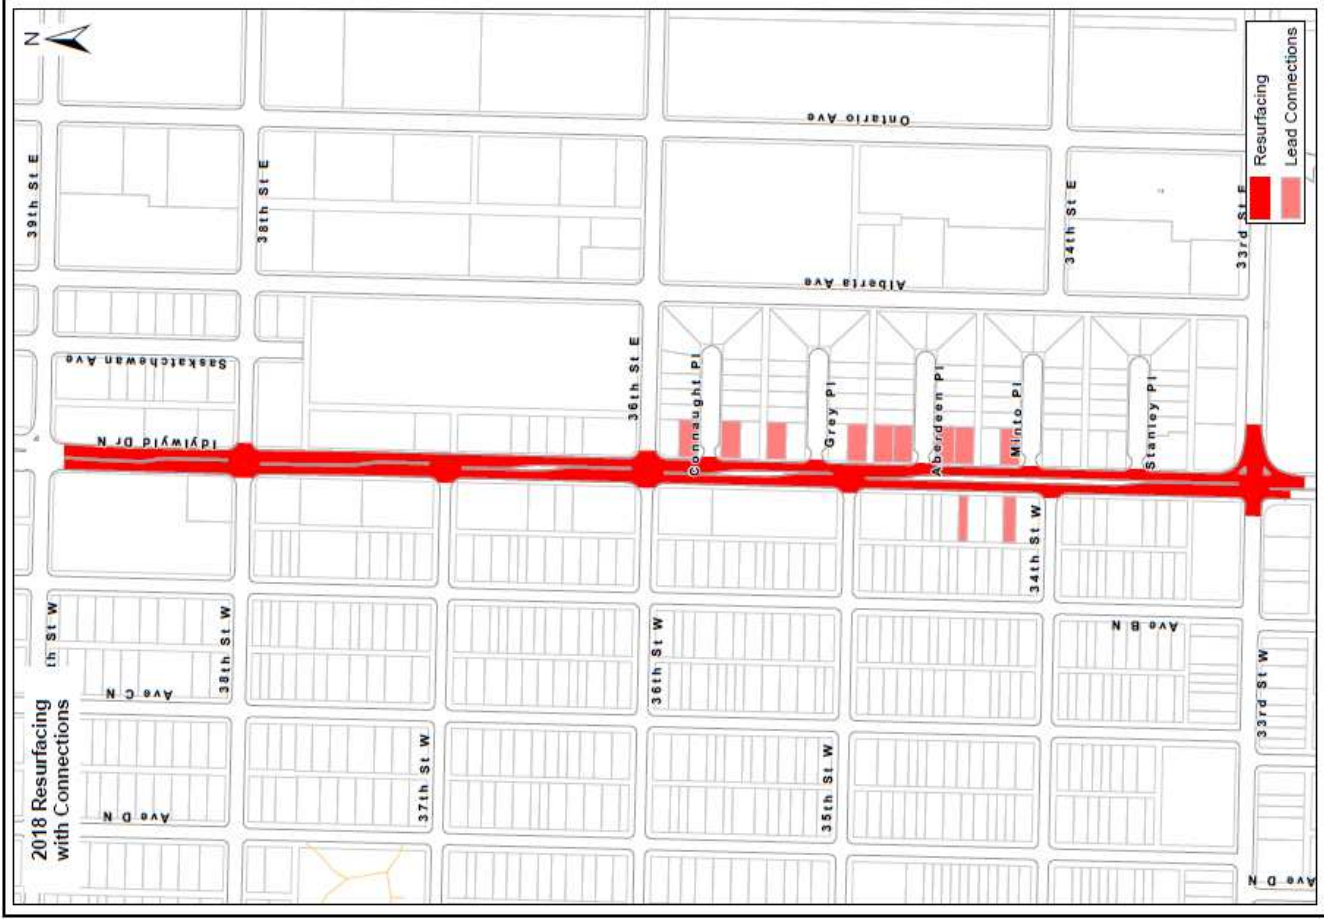 2018 Resurfacing
with Connections
N
Resurfacing
Lead Connections
39th St E
38th St E
36th St E
34th St E
33rd St E
Ontario Ave
Alberta Ave
Saskatchewan Ave
Idylwyld Dr N
Connaught Pl
Grey Pl
Aberdeen Pl
Minto Pl
Stanley Pl
th St W
38th St W
37th St W
36th St W
35th St W
34th St W
33rd St W
Ave B N
Ave C N
Ave D N
Ave D N